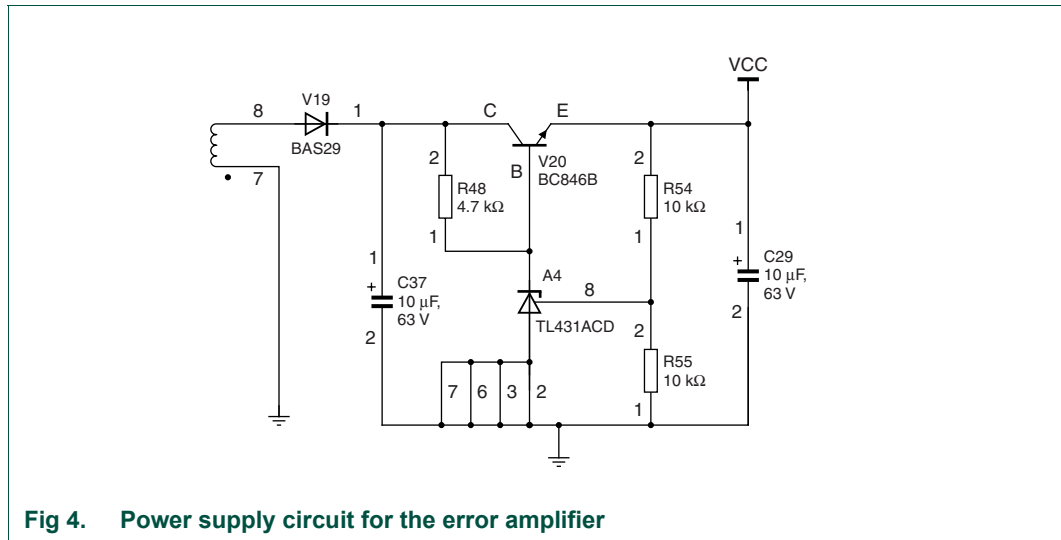 VCC
V19
8
1
C
E
BAS29
V20
BC846B
B
7
2
R48
4.7 kΩ
1
2
R54
10 kΩ
1
1
+
C37
10 μF,
63 V
2
A4
8
TL431ACD
1
+
C29
10 μF,
63 V
2
2
R55
10 kΩ
1
7 6 3 2
Fig 4. Power supply circuit for the error amplifier